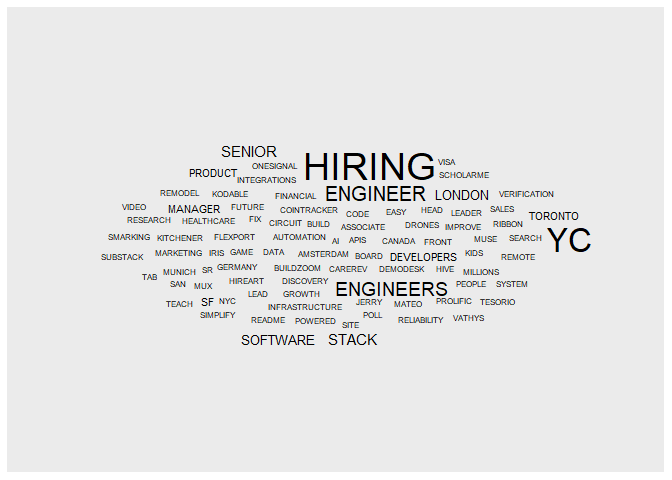 SENIOR
ONESIGNAL
HIRING
VISA
PRODUCT
INTEGRATIONS
SCHOLARME
REMODEL
KODABLE
FINANCIAL
ENGINEER
LONDON
VERIFICATION
VIDEO
MANAGER
FUTURE
COINTRACKER
CODE
EASY
HEAD
LEADER
SALES
TORONTO
RESEARCH
HEALTHCARE
FIX
CIRCUIT
BUILD
ASSOCIATE
DRONES
IMPROVE
RIBBON
SMARKING
KITCHENER
FLEXPORT
AUTOMATION
AI
APIS
CANADA
FRONT
MUSE
SEARCH
YC
SUBSTACK
MARKETING
IRIS
GAME
DATA
AMSTERDAM
BOARD
DEVELOPERS
KIDS
REMOTE
TAB
MUNICH
SR
GERMANY
BUILDZOOM
CAREREV
DEMODESK
HIVE
MILLIONS
SAN
MUX
HIREART
DISCOVERY
ENGINEERS
PEOPLE
SYSTEM
TEACH
SF
NYC
LEAD
GROWTH
INFRASTRUCTURE
JERRY
MATEO
PROLIFIC
TESORIO
SIMPLIFY
README
POWERED
SITE
POLL
RELIABILITY
VATHYS
SOFTWARE
STACK